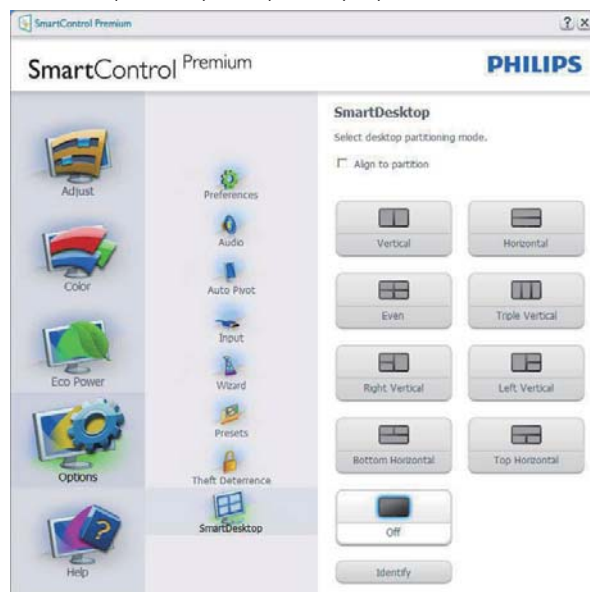 SmartControl Premium
SmartControl Premium
PHILIPS
Adjust
Color
Eco Power
Options
Help
Preferences
Audio
Auto Pivot
Input
Wizard
Presets
Theft Deterrence
SmartDesktop
SmartDesktop
Select desktop partitioning mode.
Align to partition
Vertical
Horizontal
Even
Triple Vertical
Right Vertical
Left Vertical
Bottom Horizontal
Top Horizontal
Off
Identify